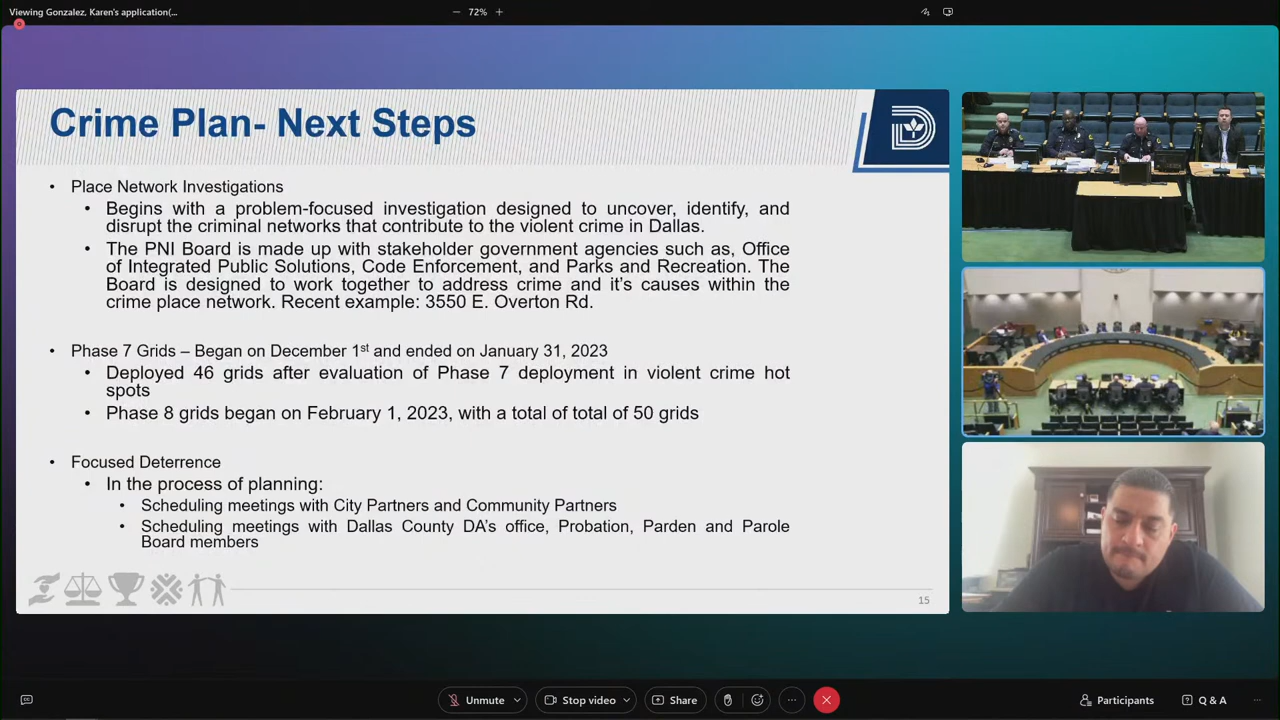 Viewing Gonzalez, Karen's application(...
72%
Crime Plan- Next Steps
• Place Network Investigations
• Begins with a problem-focused investigation designed to uncover, identify, and
disrupt the criminal networks that contribute to the violent crime in Dallas.
• The PNI Board is made up with stakeholder government agencies such as, Office
of Integrated Public Solutions, Code Enforcement, and Parks and Recreation. The
Board is designed to work together to address crime and it's causes within the
crime place network. Recent example: 3550 E. Overton Rd.
• Phase 7 Grids – Began on December 1st and ended on January 31, 2023
• Deployed 46 grids after evaluation of Phase 7 deployment in violent crime hot
spots
• Phase 8 grids began on February 1, 2023, with a total of total of 50 grids
• Focused Deterrence
• In the process of planning:
• Scheduling meetings with City Partners and Community Partners
• Scheduling meetings with Dallas County DA's office, Probation, Parden and Parole
Board members
15
Unmute
Stop video
Share
Participants
Q & A